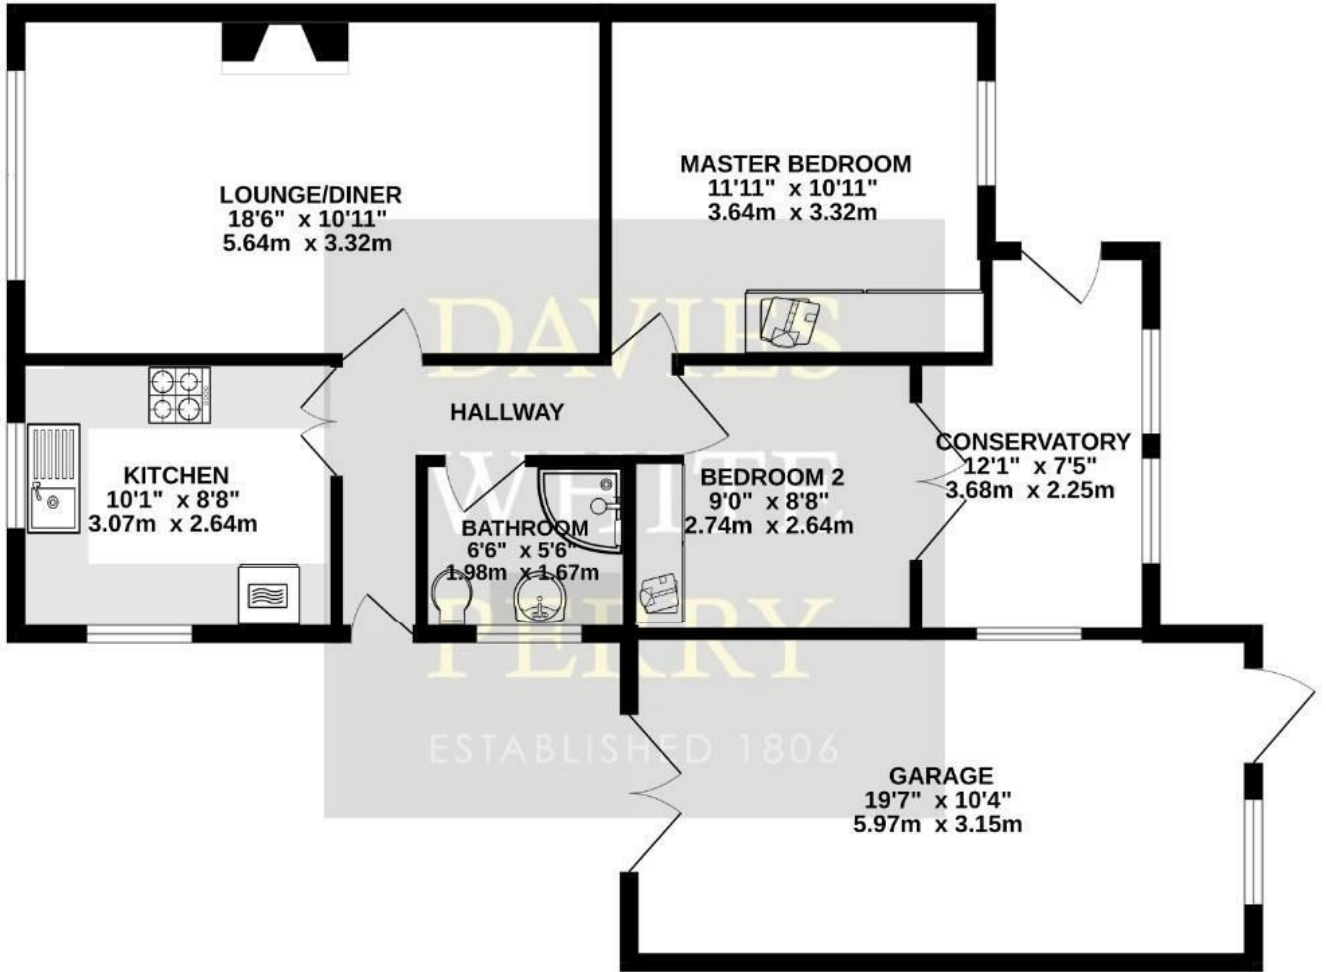 LOUNGE/DINER
18'6" x 10'11"
5.64m x 3.32m
MASTER BEDROOM
11'11" x 10'11"
3.64m x 3.32m
HALLWAY
KITCHEN
10'1" x 8'8"
3.07m x 2.64m
BATHROOM
6'6" x 5'6"
1.98m x 1.67m
BEDROOM 2
9'0" x 8'8"
2.74m x 2.64m
CONSERVATORY
12'1" x 7'5"
3.68m x 2.25m
GARAGE
19'7" x 10'4"
5.97m x 3.15m
DAVIES
WHITE
PERRY
ESTABLISHED 1806